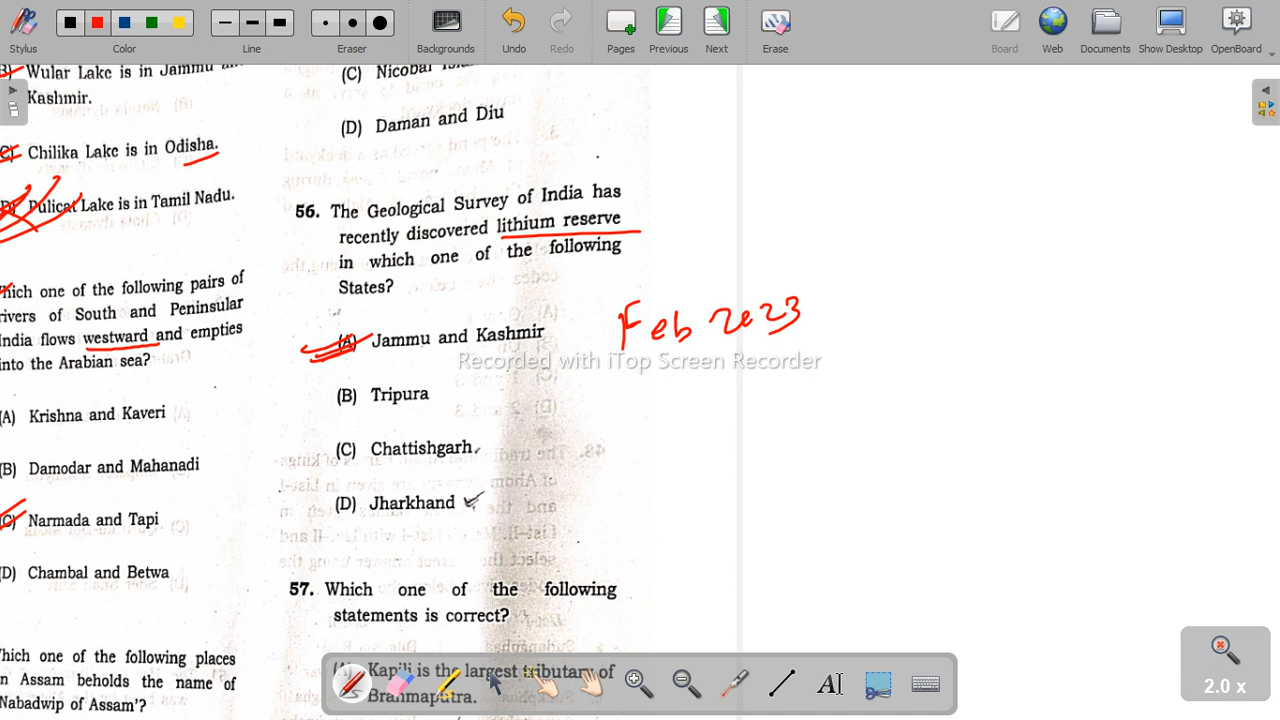 Stylus
Color
Line
Eraser
Backgrounds
Undo
Redo
Pages
Previous
Next
Erase
Board
Web
Documents
Show Desktop
OpenBoard
Wular Lake is in Jammu
Kashmir.
Chilika Lake is in Odisha.
Pulicat Lake is in Tamil Nadu.
Which one of the following pairs of
rivers of South and Peninsular
India flows westward and empties
into the Arabian sea?
(A) Krishna and Kaveri
(B) Damodar and Mahanadi
(C) Narmada and Tapi
(D) Chambal and Betwa
Which one of the following places
in Assam beholds the name of
Nabadwip of Assam'?
(C) Nicobar
(D) Daman and Diu
56. The Geological Survey of India has
recently discovered lithium reserve
in which one of the following
States?
(A) Jammu and Kashmir
Feb 2023
Recorded with iTop Screen Recorder
(B) Tripura
(C) Chattishgarh
(D) Jharkhand
57. Which one of the following
statements is correct?
(A) Kapili is the largest tributary of
Brahmaputra.
2.0 x